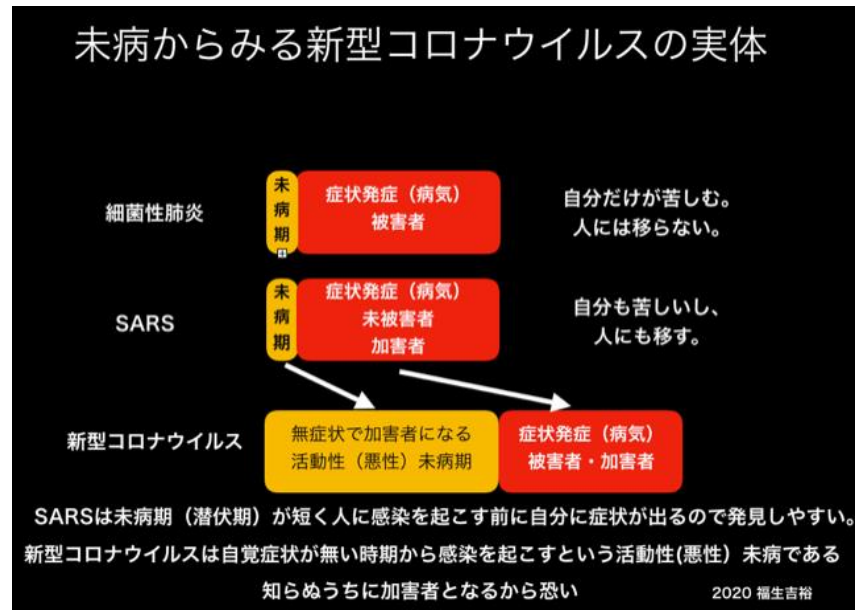 未病からみる新型コロナウイルスの実体
細菌性肺炎
未病期
症状発症（病気）
被害者
自分だけが苦しむ。
人には移らない。
SARS
未病期
症状発症（病気）
未被害者
加害者
自分も苦しいし、
人にも移す。
新型コロナウイルス
無症状で加害者になる
活動性（悪性）未病期
症状発症（病気）
被害者・加害者
SARSは未病期（潜伏期）が短く人に感染を起こす前に自分に症状が出るので発見しやすい。
新型コロナウイルスは自覚症状が無い時期から感染を起こすという活動性(悪性）未病である
知らぬうちに加害者となるから恐い
2020 福生吉裕